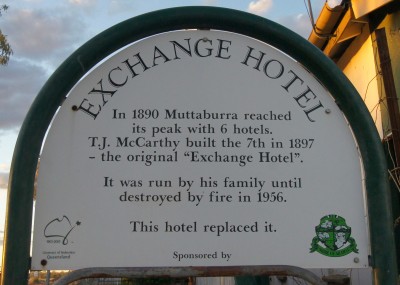 EXCHANGE HOTEL
In 1890 Muttaburra reached
its peak with 6 hotels.
T.J. McCarthy built the 7th in 1897
– the original “Exchange Hotel”.
It was run by his family until
destroyed by fire in 1956.
This hotel replaced it.
Queensland
Sponsored by